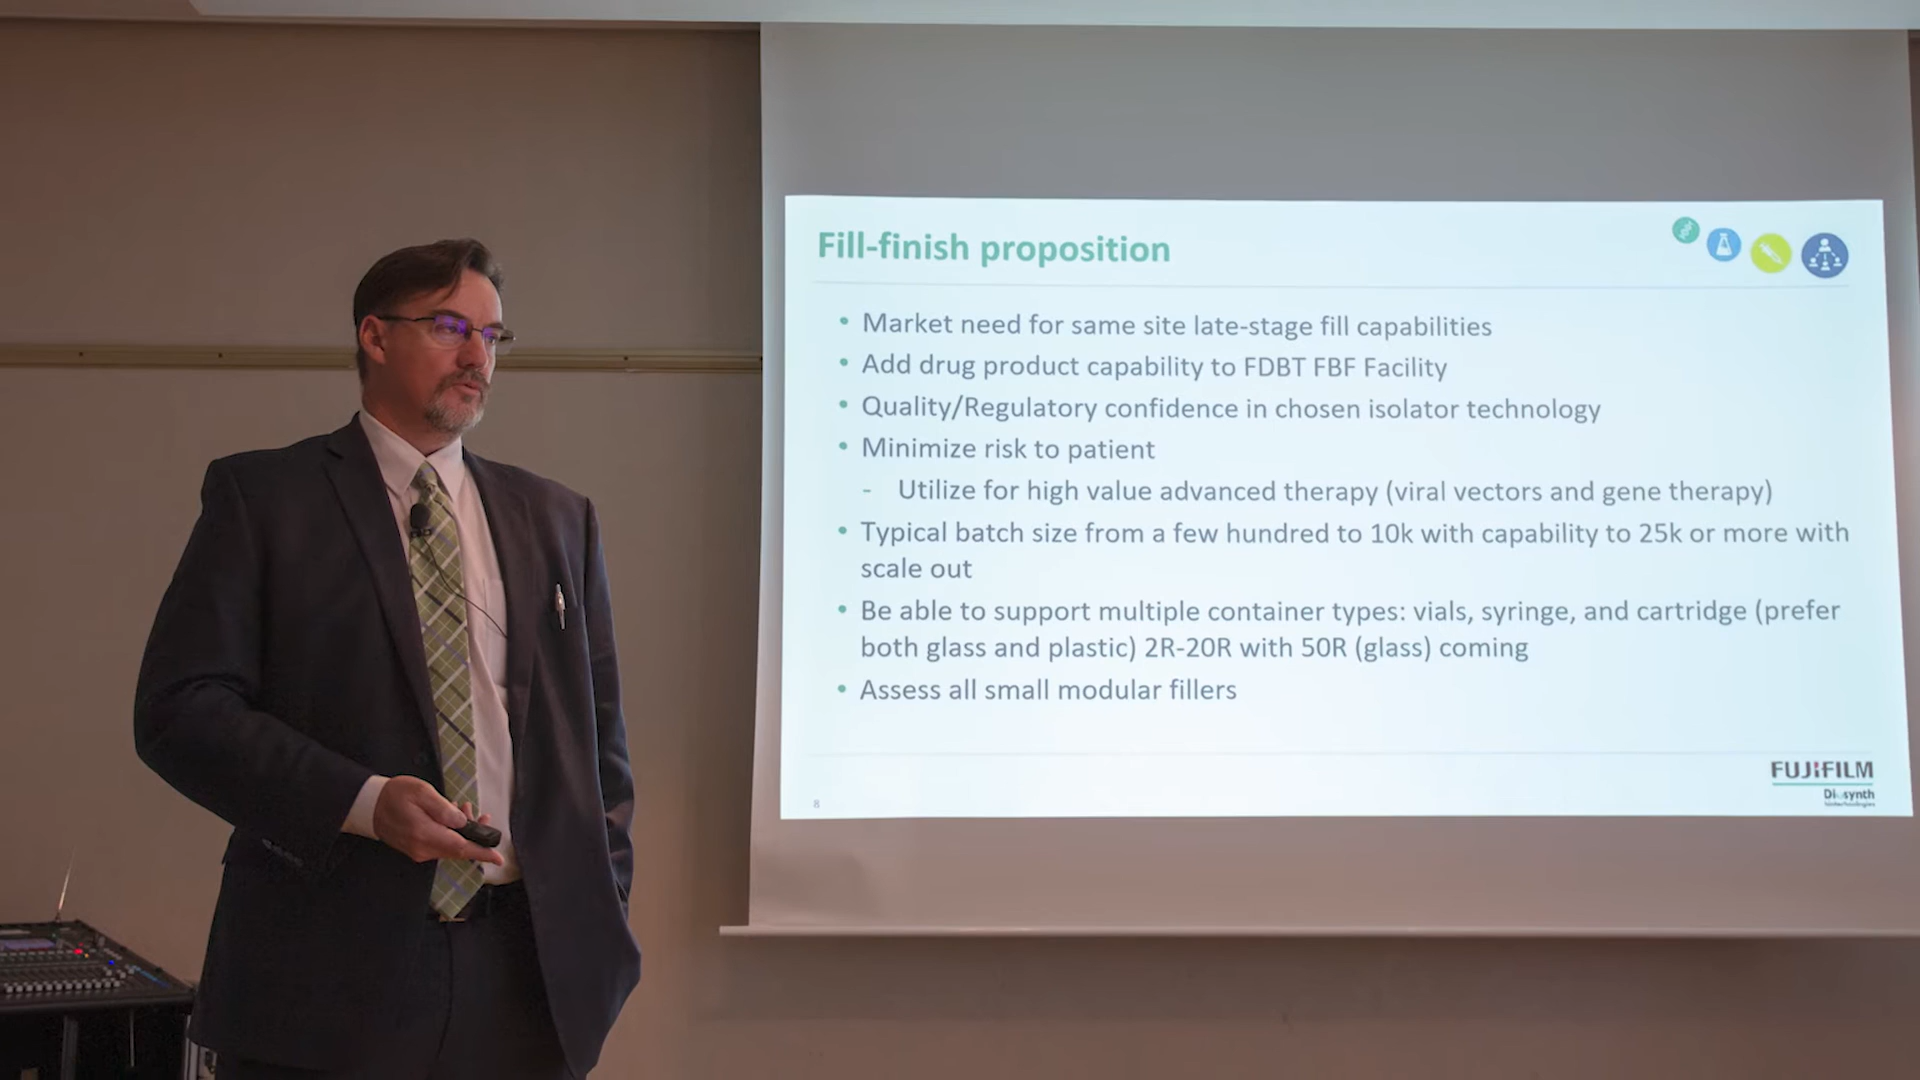 Fill-finish proposition
• Market need for same site late-stage fill capabilities
• Add drug product capability to FDBT FBF Facility
• Quality/Regulatory confidence in chosen isolator technology
• Minimize risk to patient
- Utilize for high value advanced therapy (viral vectors and gene therapy)
• Typical batch size from a few hundred to 10k with capability to 25k or more with
scale out
• Be able to support multiple container types: vials, syringe, and cartridge (prefer
both glass and plastic) 2R-20R with 50R (glass) coming
• Assess all small modular fillers
FUJIFILM
Diosynth
biotechnologies
8